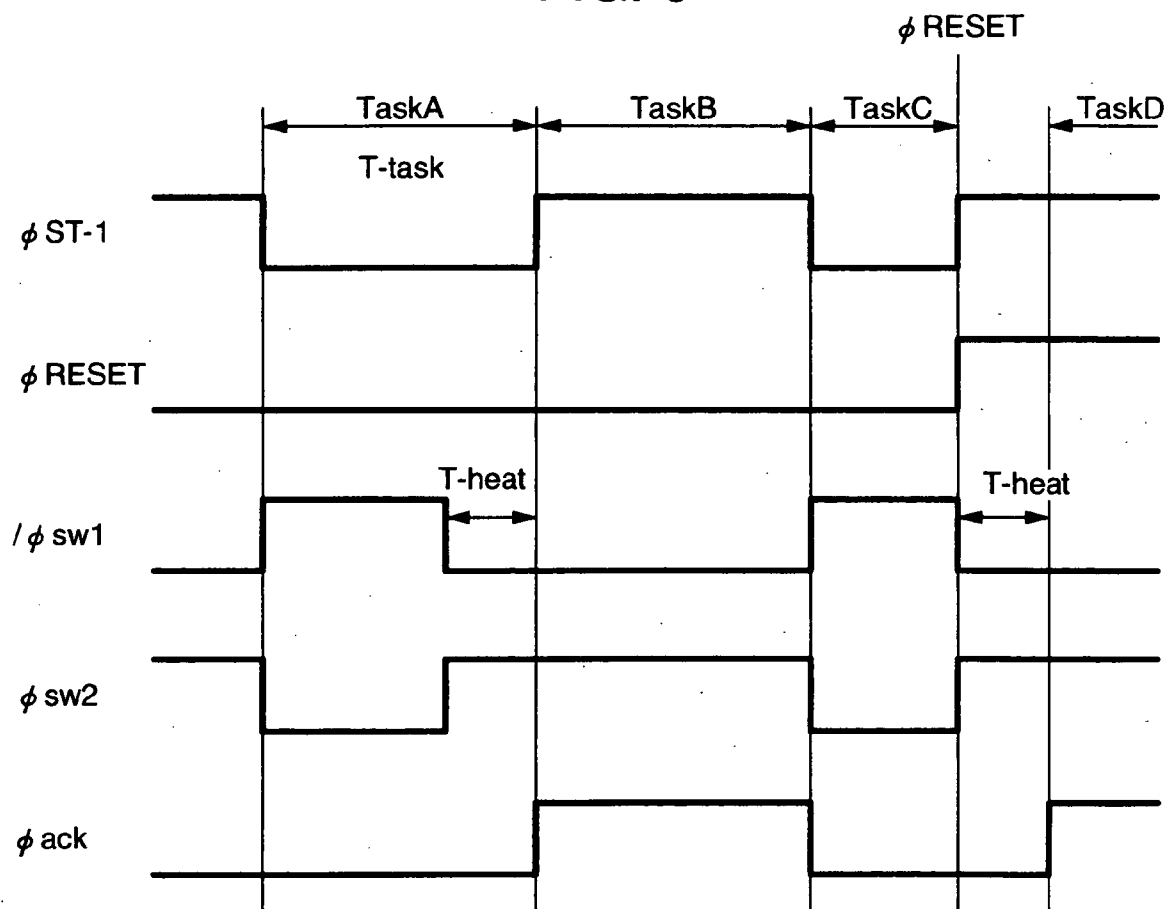 φ RESET
TaskA TaskB TaskC TaskD
T-task
φ ST-1
φ RESET
T-heat T-heat
/ φ sw1
φ sw2
φ ack